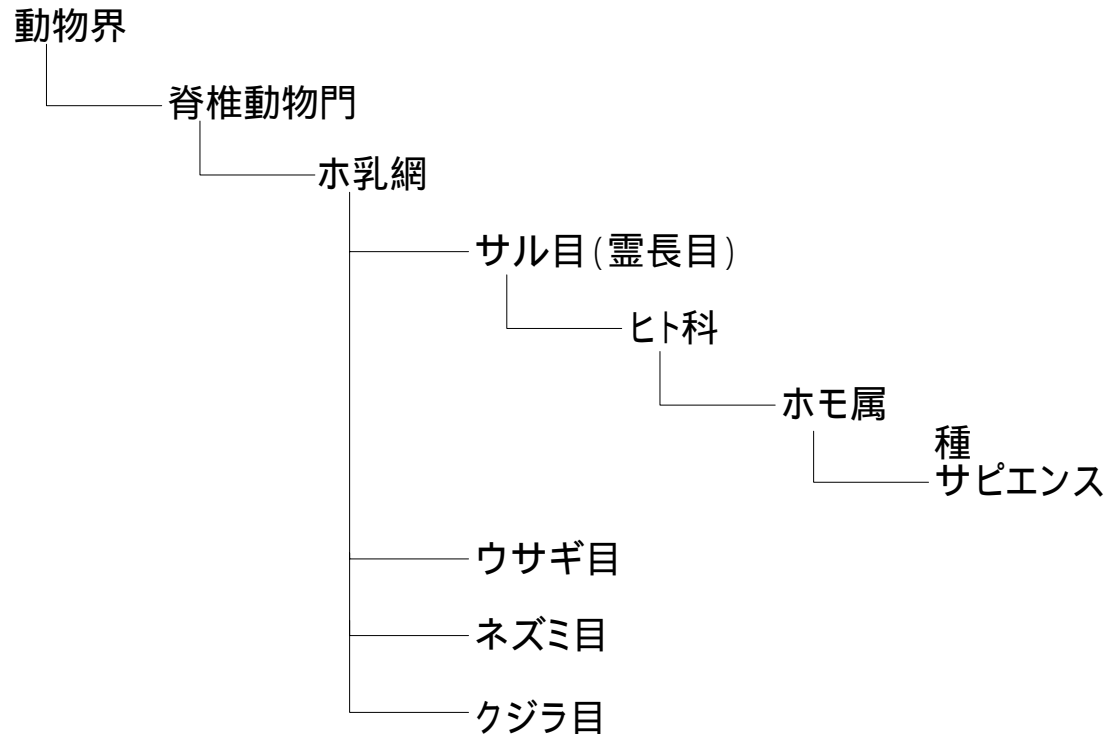 動物界
脊椎動物門
ホ乳網
サル目(霊長目)
ヒト科
ホモ属
種
サピエンス
ウサギ目
ネズミ目
クジラ目